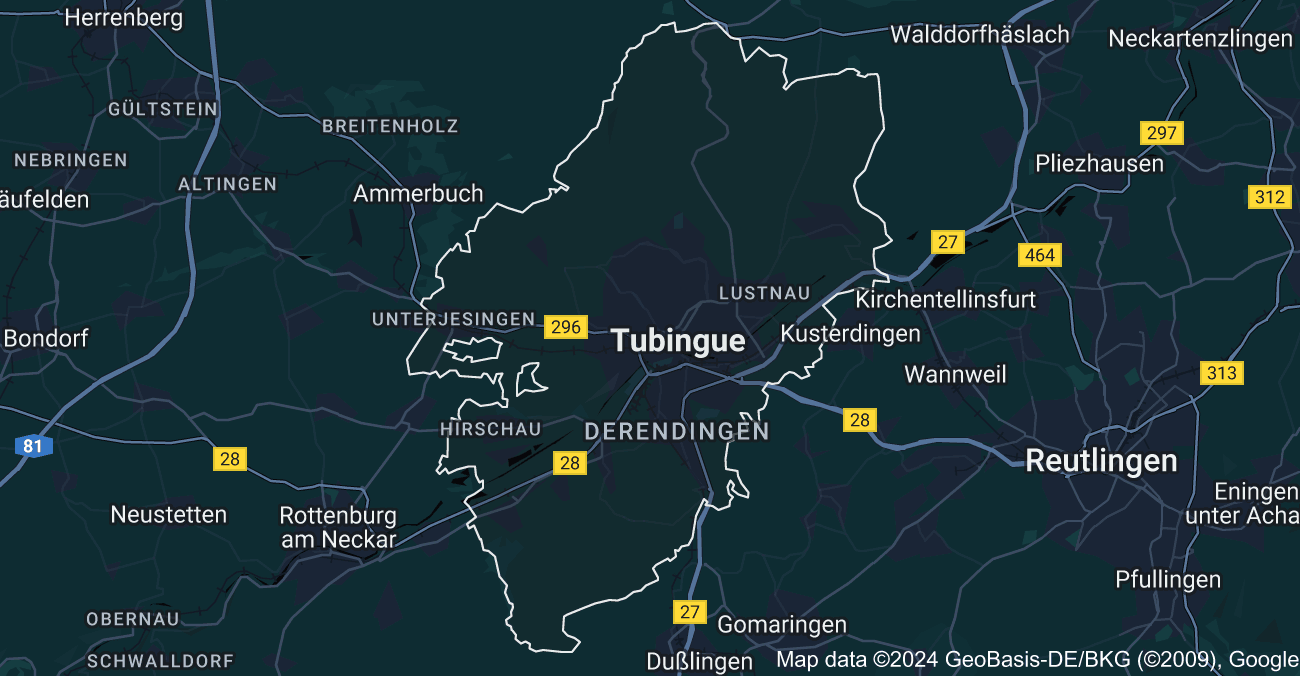 Herrenberg
Walddorfhäslach
Neckartenzlingen
GÜLTSTEIN
BREITENHOLZ
297
NEBRINGEN
Pliezhausen
ALTINGEN
Ammerbuch
äufelden
312
27
464
LUSTNAU
Kirchentellinsfurt
UNTERJESINGEN
296
Bondorf
Tubingue
Kusterdingen
Wannweil
313
28
HIRSCHAU
DERENDINGEN
81
28
28
Reutlingen
Neustetten
Rottenburg
am Neckar
Eningen
unter Acha
Pfullingen
27
OBERNAU
Gomaringen
SCHWALLDORF
Dußlingen
Map data ©2024 GeoBasis-DE/BKG (©2009), Google